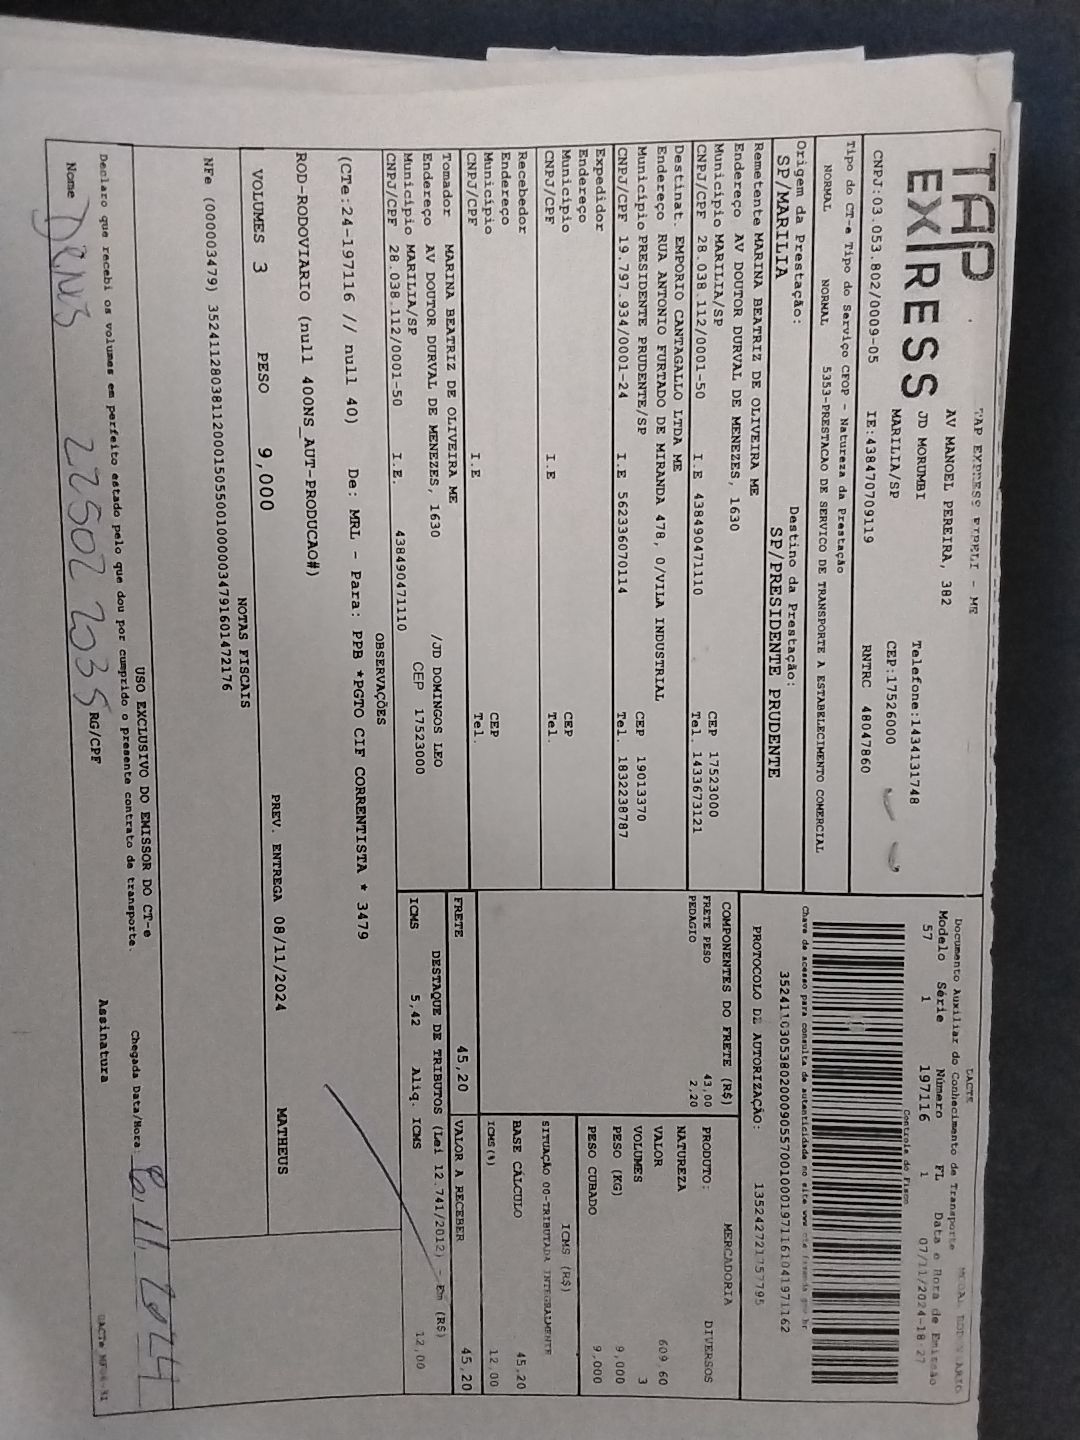 TAP
EXPRESS
TAP EXPRESS EIRELI - ME
AV MANOEL PEREIRA, 382
JD MORUMBI Telefone:1434131748
MARILIA/SP CEP:17526000
CNPJ:03.053.802/0009-05 IE:438470709119 RNTRC 48047860
DACTE
Documento Auxiliar do Conhecimento de Transporte
Modelo Série Número FL Data e Hora de Emissão
57 1 197116 1 07/11/2024-18:27
Controle do Fisco
Chave de acesso para consulta de autenticidade no site www cte fazenda gov br
PROTOCOLO DE AUTORIZAÇÃO:
Tipo do CT-e Tipo do Serviço CFOP - Natureza da Prestação
NORMAL NORMAL 5353-PRESTACAO DE SERVICO DE TRANSPORTE A ESTABELECIMENTO COMERCIAL
Origem da Prestação: Destino da Prestação:
SP/MARILIA SP/PRESIDENTE PRUDENTE
Remetente MARINA BEATRIZ DE OLIVEIRA ME
Endereço AV DOUTOR DURVAL DE MENEZES, 1630
Município MARILIA/SP CEP 17523000
CNPJ/CPF 28.038.112/0001-50 I.E 438490471110 Tel. 1433673121
Destinat. EMPORIO CANTAGALLO LTDA ME
Endereço RUA ANTONIO FURTADO DE MIRANDA 478, 0/VILA INDUSTRIAL
Município PRESIDENTE PRUDENTE/SP CEP 19013370
CNPJ/CPF 19.797.934/0001-24 I.E 562336070114 Tel. 1832238787
Expedidor
Endereço
Município CEP
CNPJ/CPF I.E Tel.
Recebedor
Endereço
Município CEP
CNPJ/CPF I.E Tel.
Tomador MARINA BEATRIZ DE OLIVEIRA ME
Endereço AV DOUTOR DURVAL DE MENEZES, 1630 /JD DOMINGOS LEO
Município MARILIA/SP CEP 17523000
CNPJ/CPF 28.038.112/0001-50 I.E. 438490471110
COMPONENTES DO FRETE (R$)
FRETE PESO 43,00
PEDAGIO 2,20
PRODUTO: MERCADORIA
NATUREZA DIVERSOS
VALOR 609,60
VOLUMES 3
PESO (KG) 9,000
PESO CUBADO 9,000
ICMS (R$)
SITUAÇÃO 00-TRIBUTADA INTEGRALMENTE
BASE CÁLCULO 45,20
ICMS(%) 12,00
FRETE 45,20 VALOR A RECEBER 45,20
DESTAQUE DE TRIBUTOS (Lei 12.741/2012) - Em (R$)
ICMS 5,42 Aliq. ICMS 12,00
OBSERVAÇÕES
(CTe:24-197116 // null 40) De: MRL - Para: PPB *PGTO CIF CORRENTISTA * 3479
ROD-RODOVIARIO (null 400NS_AUT-PRODUCAO#)
VOLUMES 3 PESO 9,000 PREV. ENTREGA 08/11/2024 MATHEUS
NOTAS FISCAIS
NFe (000003479)
USO EXCLUSIVO DO EMISSOR DO CT-e
Declaro que recebi os volumes em perfeito estado pelo que dou por cumprido o presente contrato de transporte.
Chegada Data/Hora: 8.11.2024
Nome 22502 2035 RG/CPF Assinatura